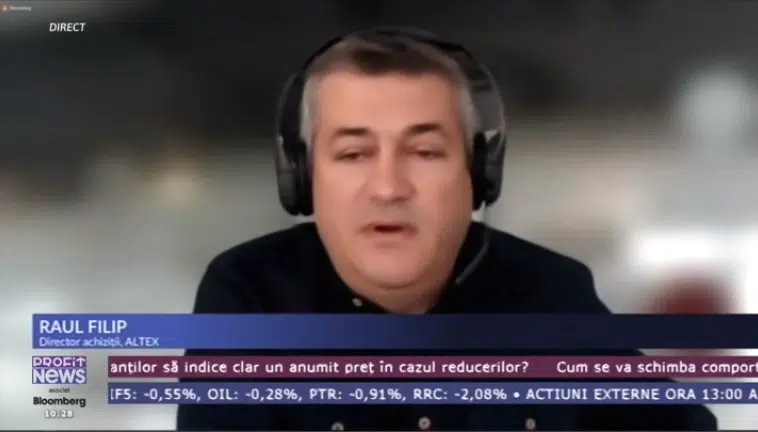 Recording
DIRECT
RAUL FILIP
Director achiziții, ALTEX
PROFIT
NEWS
asociat
Bloomberg
10:28
anților să indice clar un anumit preț în cazul reducerilor? Cum se va schimba comport
IF5: -0,55%, OIL: -0,28%, PTR: -0,91%, RRC: -2,08% • ACTIUNI EXTERNE ORA 13:00 A